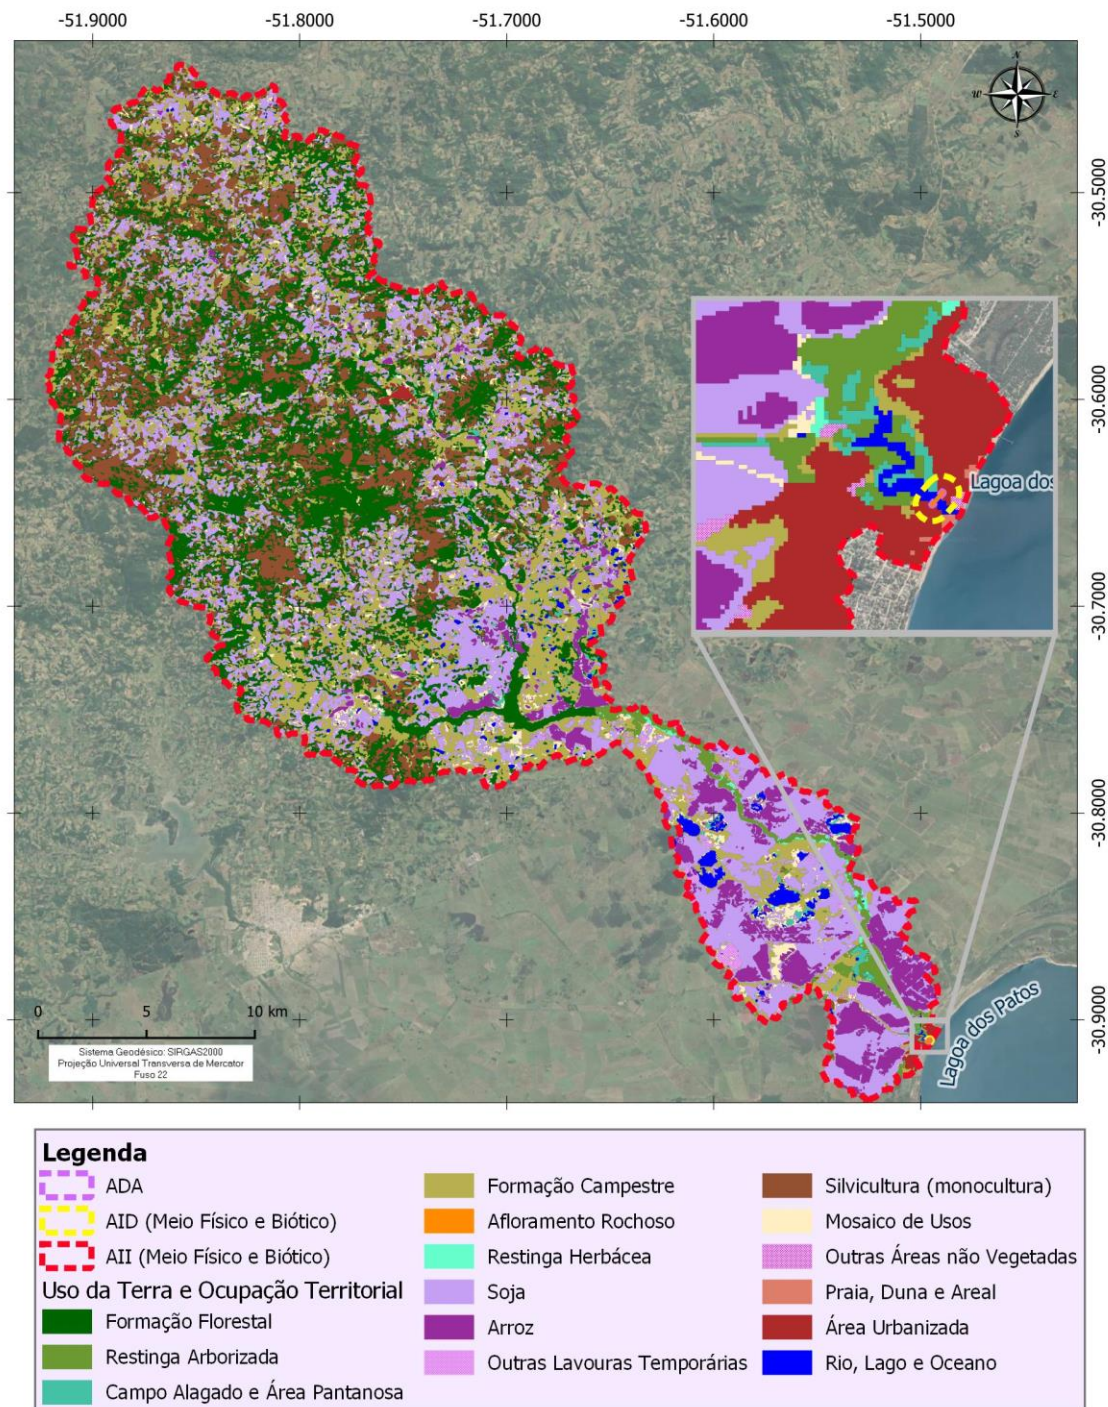 -51.9000 -51.8000 -51.7000 -51.6000 -51.5000
N
W E
S
-30.5000
-30.6000
Lagoa dos
-30.7000
-30.8000
-30.9000
Lagoa dos Patos
0 5 10 km
Sistema Geodésico: SIRGAS2000
Projeção Universal Transversa de Mercator
Fuso 22
Legenda
ADA
AID (Meio Físico e Biótico)
AII (Meio Físico e Biótico)
Uso da Terra e Ocupação Territorial
Formação Florestal
Restinga Arborizada
Campo Alagado e Área Pantanosa
Formação Campestre
Afloramento Rochoso
Restinga Herbácea
Soja
Arroz
Outras Lavouras Temporárias
Silvicultura (monocultura)
Mosaico de Usos
Outras Áreas não Vegetadas
Praia, Duna e Areal
Área Urbanizada
Rio, Lago e Oceano